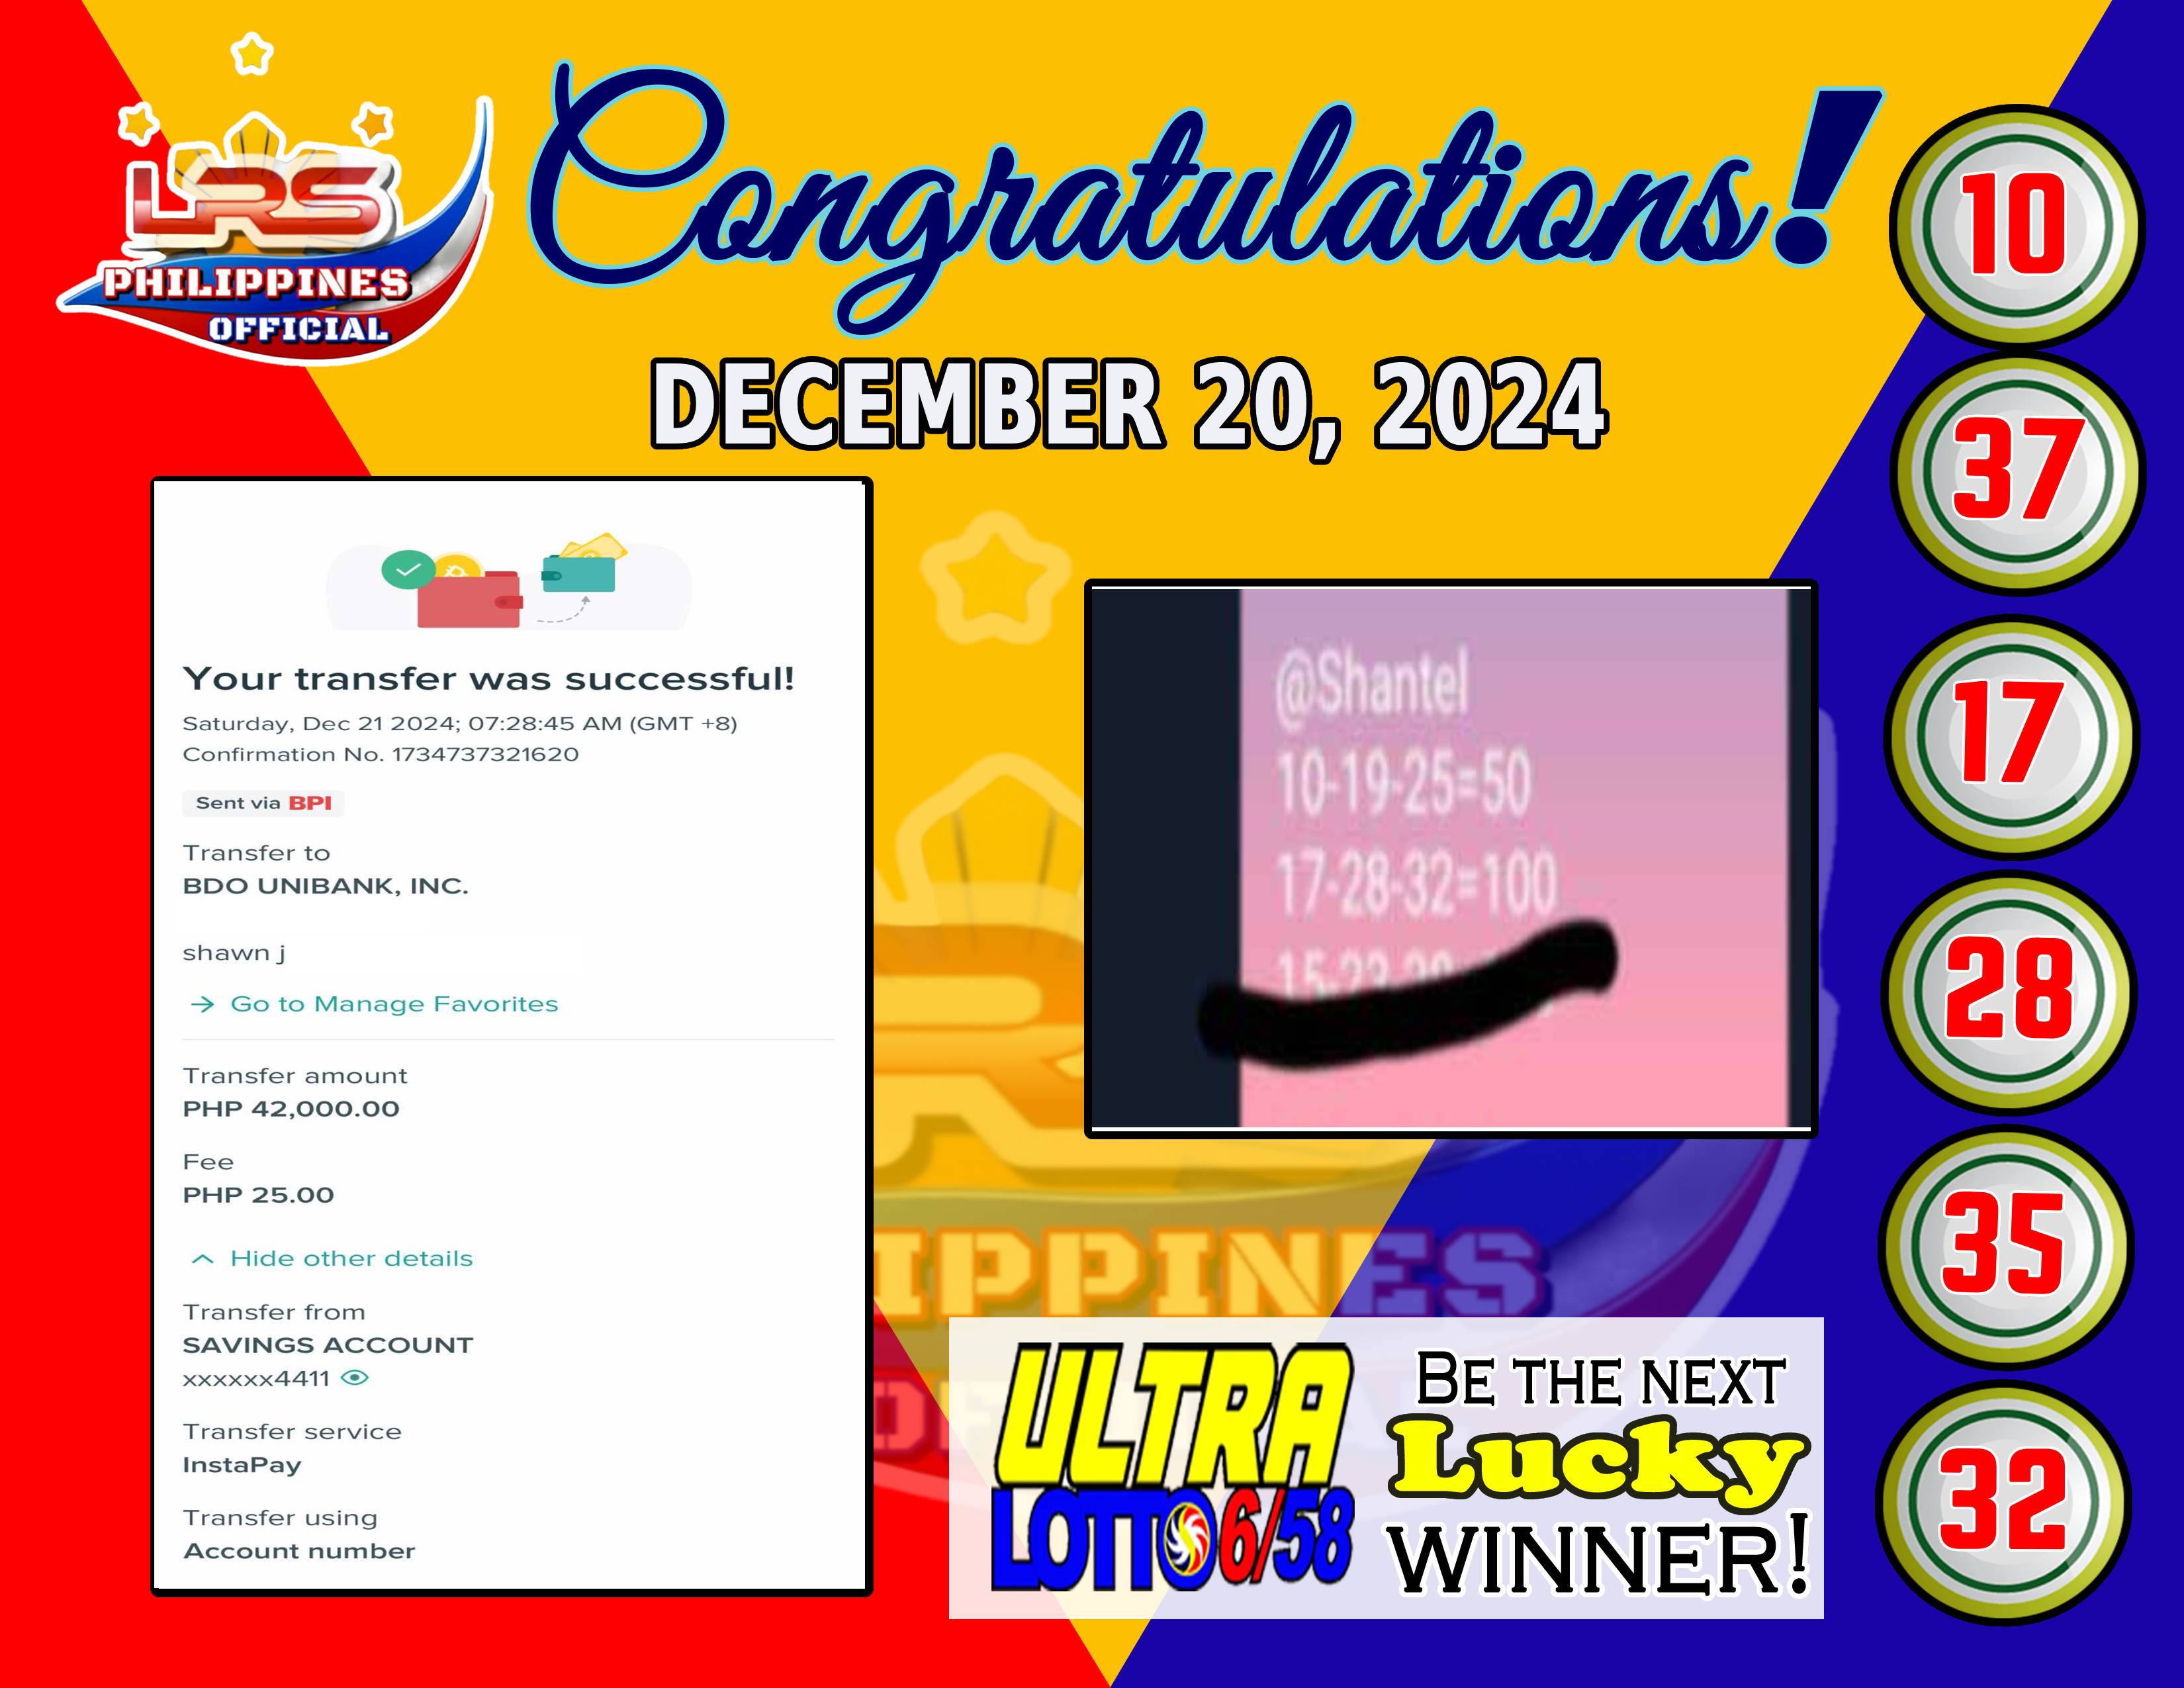 LRS
PHILIPPINES
OFFICIAL
Congratulations!
DECEMBER 20, 2024
Your transfer was successful!
Saturday, Dec 21 2024; 07:28:45 AM (GMT +8)
Confirmation No. 1734737321620
Sent via BPI
Transfer to
BDO UNIBANK, INC.
shawn j
→ Go to Manage Favorites
Transfer amount
PHP 42,000.00
Fee
PHP 25.00
Hide other details
Transfer from
SAVINGS ACCOUNT
xxxxxx4411
Transfer service
InstaPay
Transfer using
Account number
@Shantel
10-19-25=50
17-28-32=100
ULTRA
LOTTO 6/58
BE THE NEXT
Lucky
WINNER!
10
37
17
28
35
32